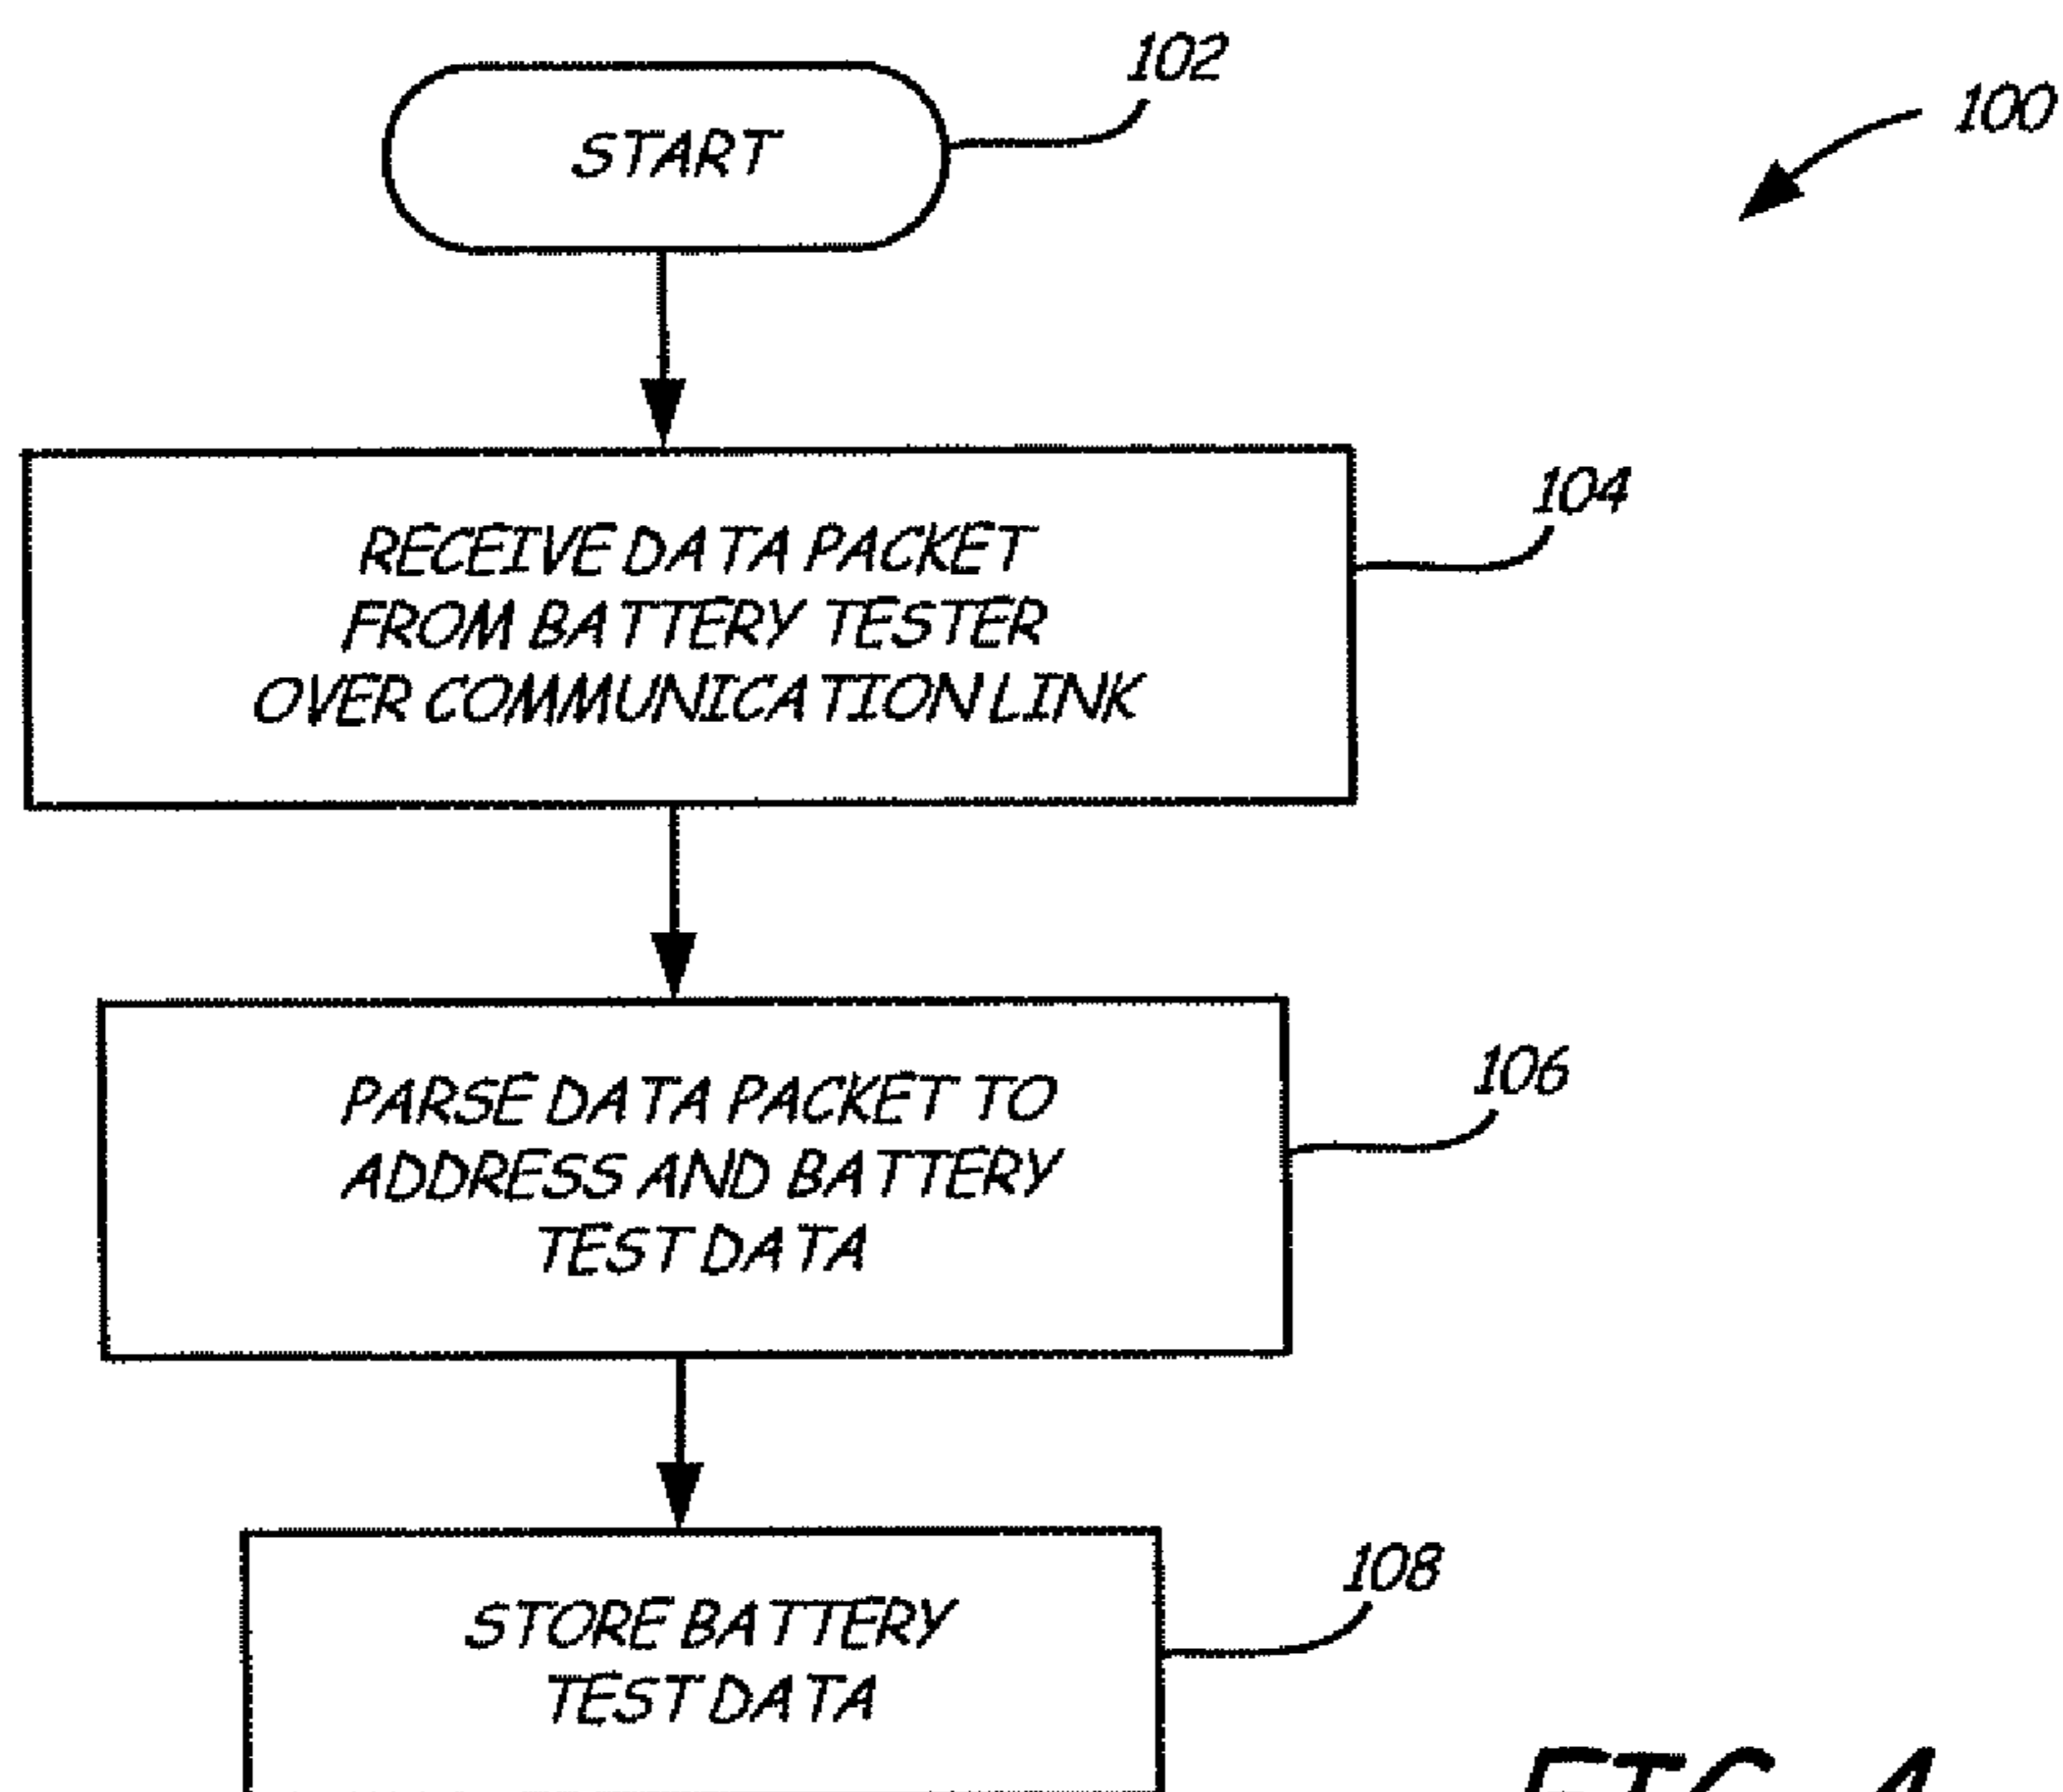 102
100
START
104
RECEIVE DATA PACKET
FROM BATTERY TESTER
OVER COMMUNICATION LINK
106
PARSE DATA PACKET TO
ADDRESS AND BATTERY
TEST DATA
108
STORE BATTERY
TEST DATA